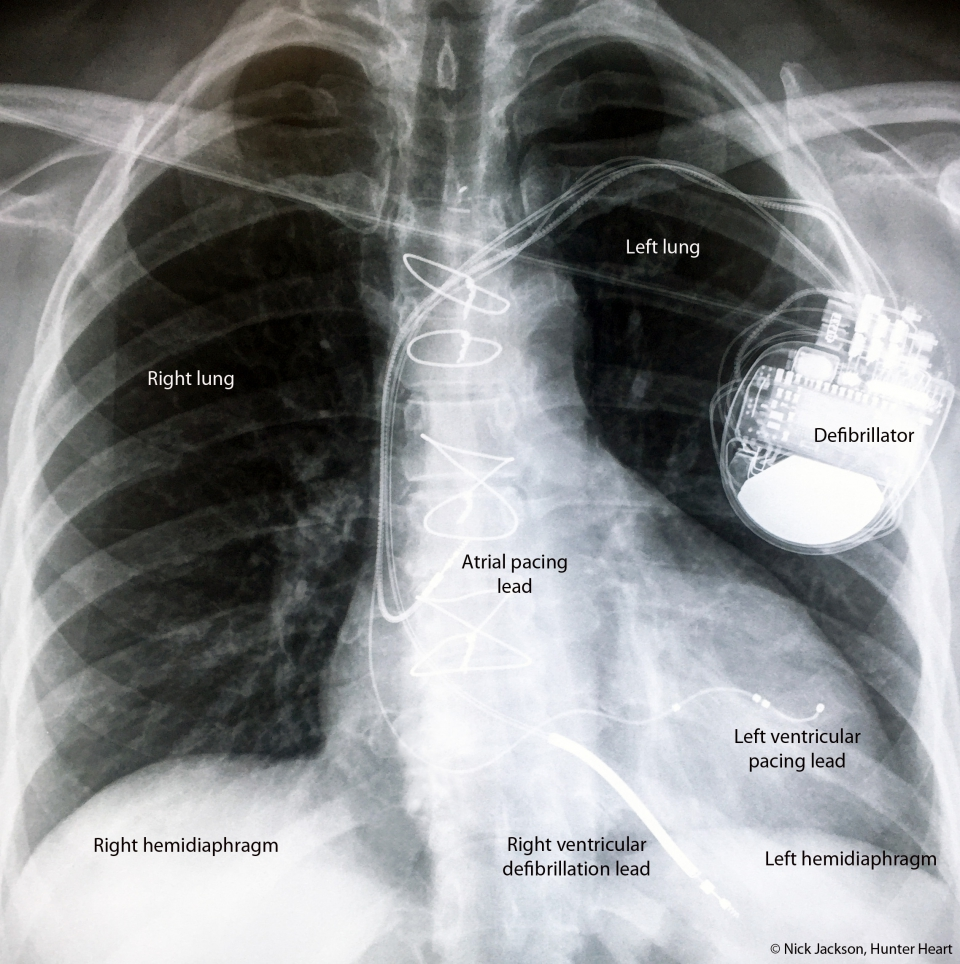 Left lung
Right lung
Defibrillator
Atrial pacing
lead
Left ventricular
pacing lead
Right hemidiaphragm
Right ventricular
defibrillation lead
Left hemidiaphragm
© Nick Jackson, Hunter Heart